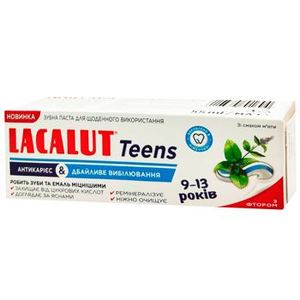 НОВИНКА
ЗУБНА ПАСТА ДЛЯ ЩОДЕННОГО ВИКОРИСТАННЯ
Зі смаком м'яти
LACALUT Teens
АНТИКАРІЄС & ДБАЙЛИВЕ ВИБІЛЮВАННЯ
РОБИТЬ ЗУБИ ТА ЕМАЛЬ МІЦНІШИМИ
✓ ЗАХИЩАЄ ВІД ЦУКРОВИХ КИСЛОТ
✓ РЕМІНЕРАЛІЗУЄ
✓ ДОГЛЯДАЄ ЗА ЯСНАМИ
✓ НІЖНО ОЧИЩУЄ
9-13
РОКІВ
З
ФТОРОМ